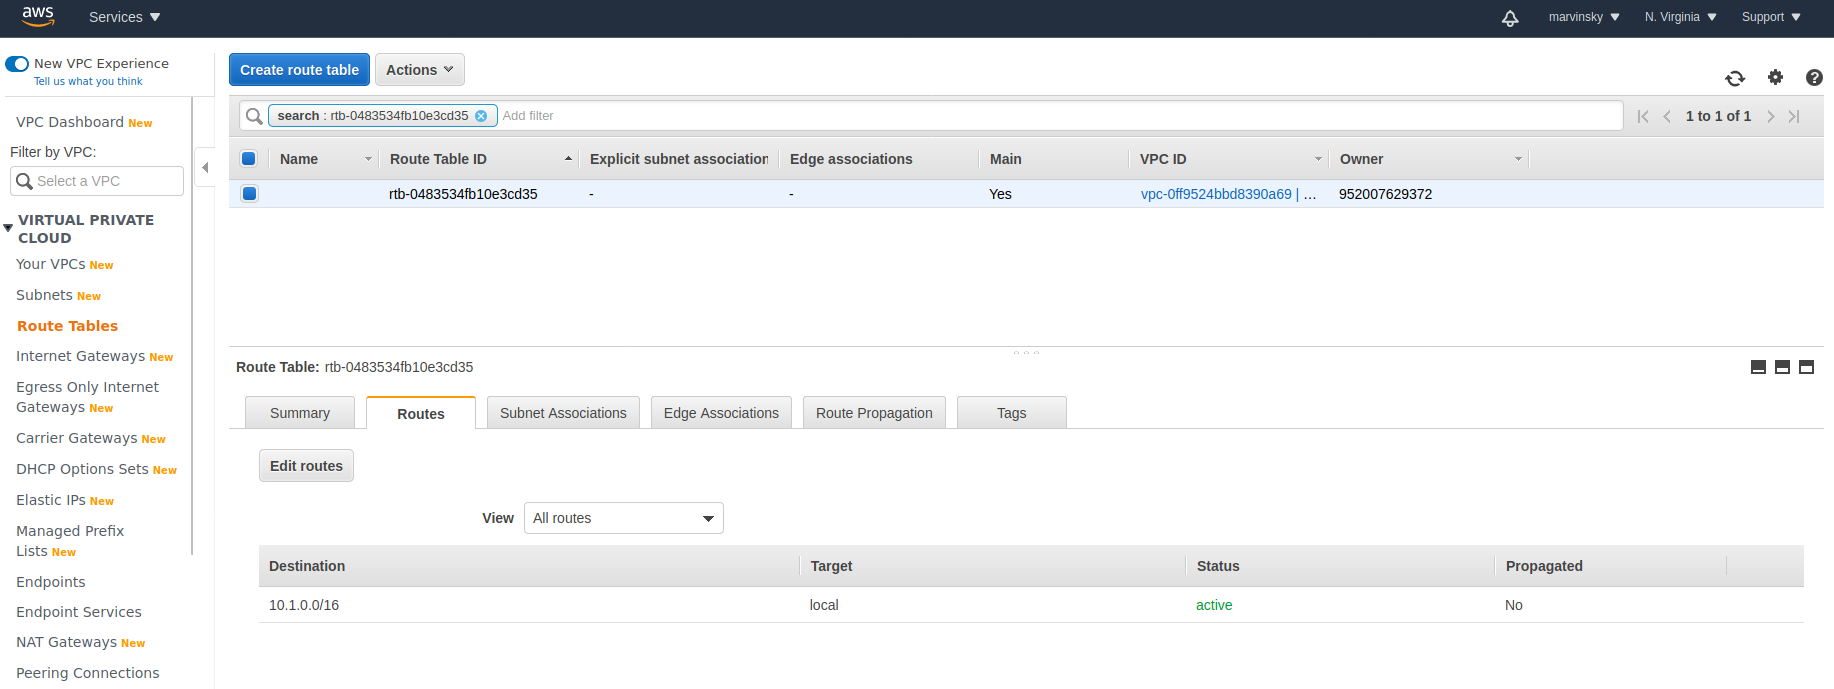 aws Services marvinsky N. Virginia Support
New VPC Experience
Tell us what you think
VPC Dashboard New
Filter by VPC:
Select a VPC
VIRTUAL PRIVATE
CLOUD
Your VPCs New
Subnets New
Route Tables
Internet Gateways New
Egress Only Internet
Gateways New
Carrier Gateways New
DHCP Options Sets New
Elastic IPs New
Managed Prefix
Lists New
Endpoints
Endpoint Services
NAT Gateways New
Peering Connections
Create route table Actions
search : rtb-0483534fb10e3cd35 Add filter 1 to 1 of 1
Name Route Table ID Explicit subnet association Edge associations Main VPC ID Owner
rtb-0483534fb10e3cd35 - - Yes vpc-0ff9524bbd8390a69 | ... 952007629372
Route Table: rtb-0483534fb10e3cd35
Summary Routes Subnet Associations Edge Associations Route Propagation Tags
Edit routes
View All routes
Destination Target Status Propagated
10.1.0.0/16 local active No